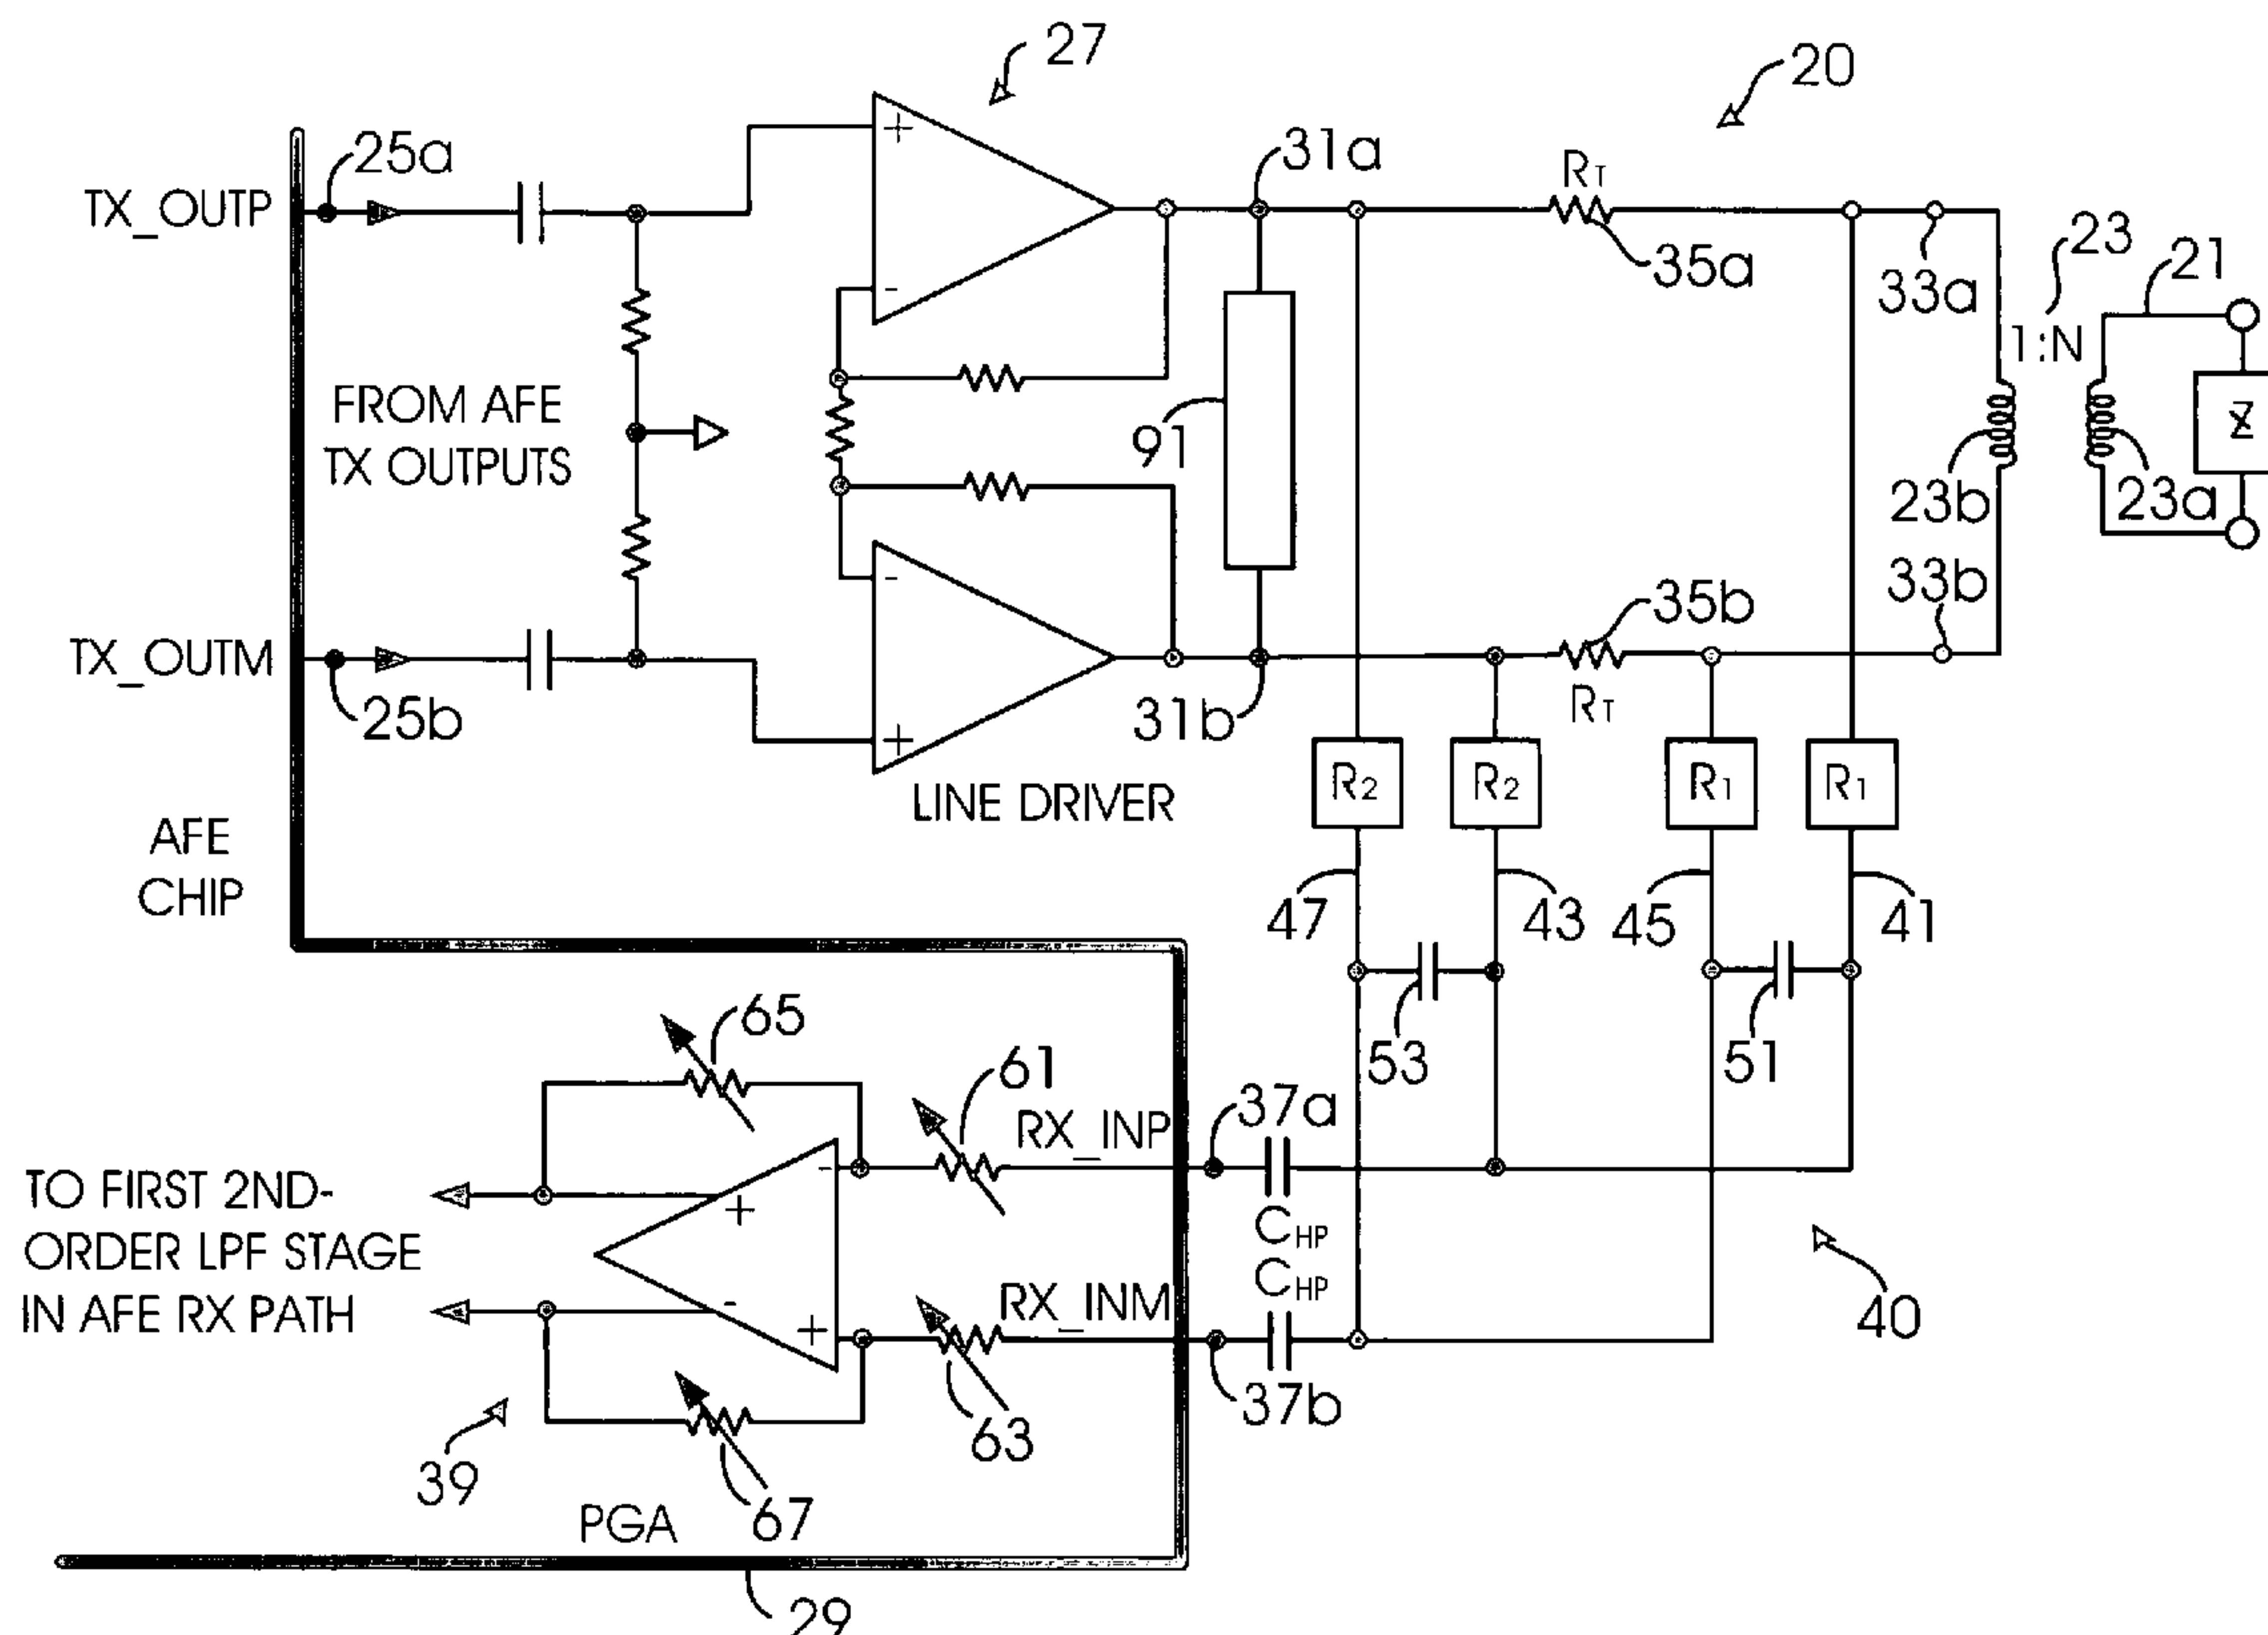 27
20
25a
31a
RT
TX_OUTP
35a
33a
23
21
1:N
FROM AFE
TX OUTPUTS
91
Z
23b
23a
35b
33b
TX_OUTM
25b
31b
RT
LINE DRIVER
R2
R2
R1
R1
AFE
CHIP
47
43
45
41
65
61
53
51
RX_INP
37a
TO FIRST 2ND-
ORDER LPF STAGE
IN AFE RX PATH
CHP
CHP
RX_INM
40
37b
63
39
67
PGA
29